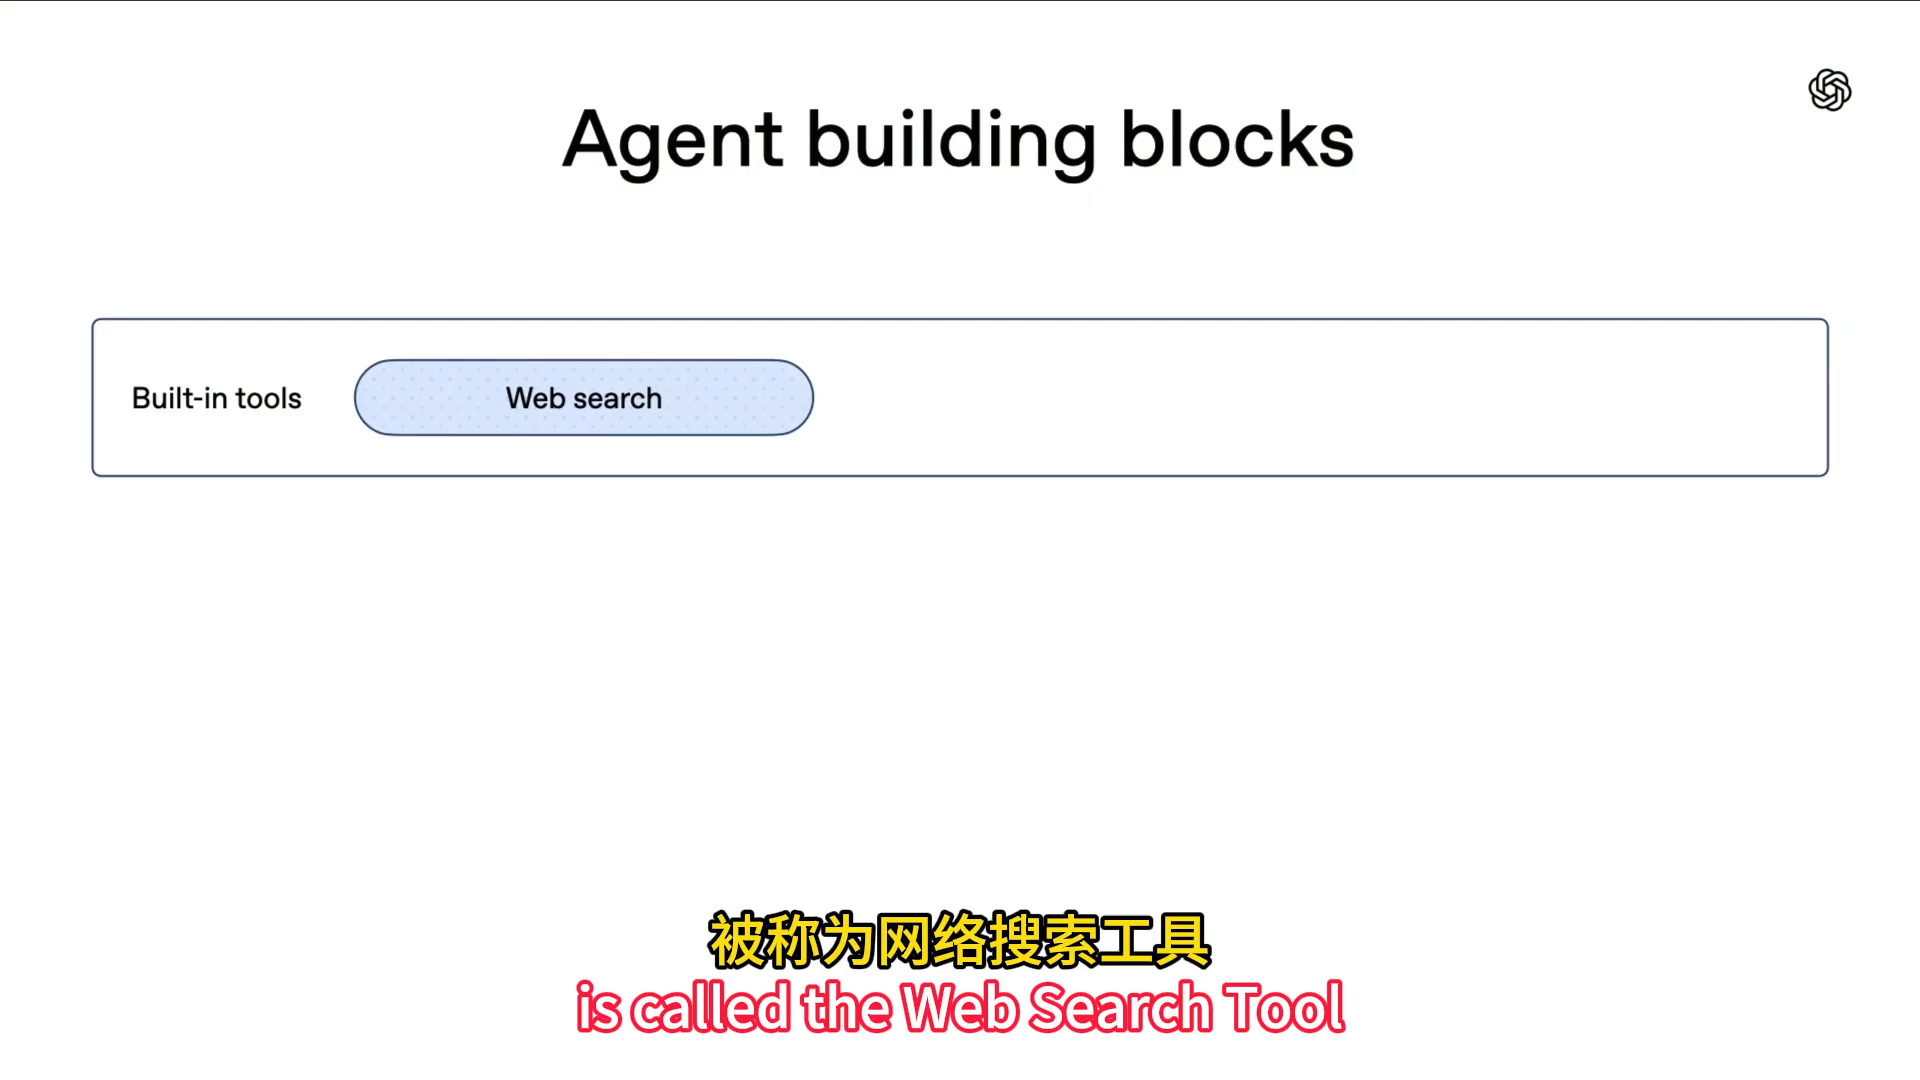 Agent building blocks
Built-in tools
Web search
被称为网络搜索工具
is called the Web Search Tool